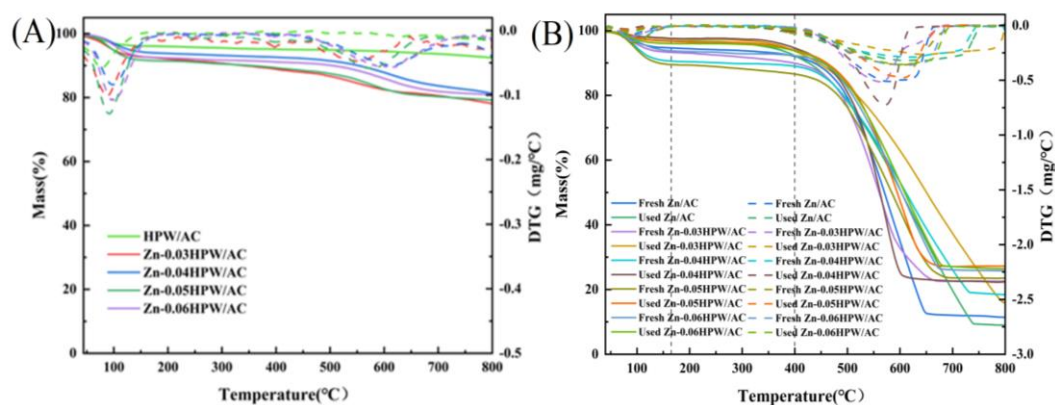 (A)
100
80
60
40
20
0
Mass(%)
0.0
-0.1
-0.2
-0.3
-0.4
-0.5
DTG（mg/℃）
HPW/AC
Zn-0.03HPW/AC
Zn-0.04HPW/AC
Zn-0.05HPW/AC
Zn-0.06HPW/AC
100 200 300 400 500 600 700 800
Temperature(℃）
(B)
100
80
60
40
20
0
Mass(%)
0.0
-0.5
-1.0
-1.5
-2.0
-2.5
-3.0
DTG（mg/℃）
Fresh Zn/AC Fresh Zn/AC
Used Zn/AC Used Zn/AC
Fresh Zn-0.03HPW/AC Fresh Zn-0.03HPW/AC
Used Zn-0.03HPW/AC Used Zn-0.03HPW/AC
Fresh Zn-0.04HPW/AC Fresh Zn-0.04HPW/AC
Used Zn-0.04HPW/AC Used Zn-0.04HPW/AC
Fresh Zn-0.05HPW/AC Fresh Zn-0.05HPW/AC
Used Zn-0.05HPW/AC Used Zn-0.05HPW/AC
Fresh Zn-0.06HPW/AC Fresh Zn-0.06HPW/AC
Used Zn-0.06HPW/AC Used Zn-0.06HPW/AC
100 200 300 400 500 600 700 800
Temperature(℃）